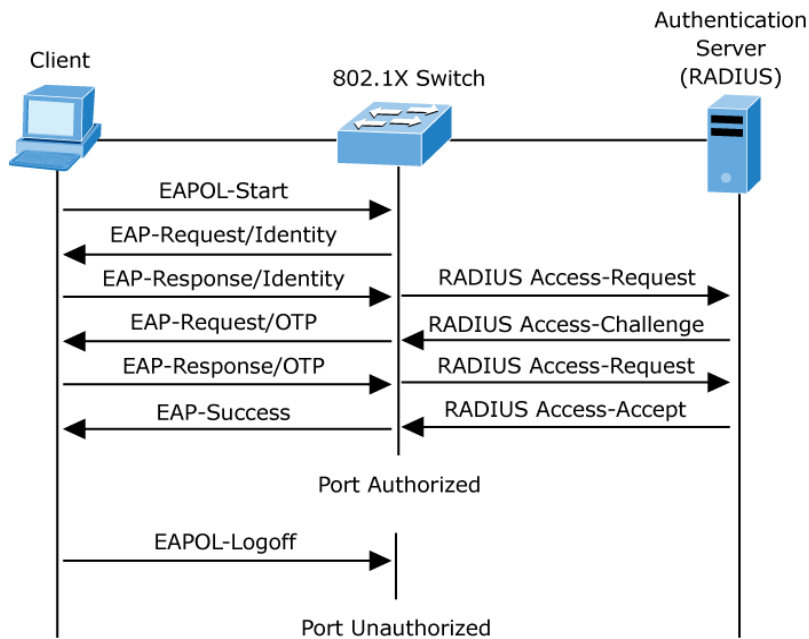 Authentication
Server
(RADIUS)
Client
802.1X Switch
EAPOL-Start
EAP-Request/Identity
EAP-Response/Identity
RADIUS Access-Request
EAP-Request/OTP
RADIUS Access-Challenge
EAP-Response/OTP
RADIUS Access-Request
EAP-Success
RADIUS Access-Accept
Port Authorized
EAPOL-Logoff
Port Unauthorized